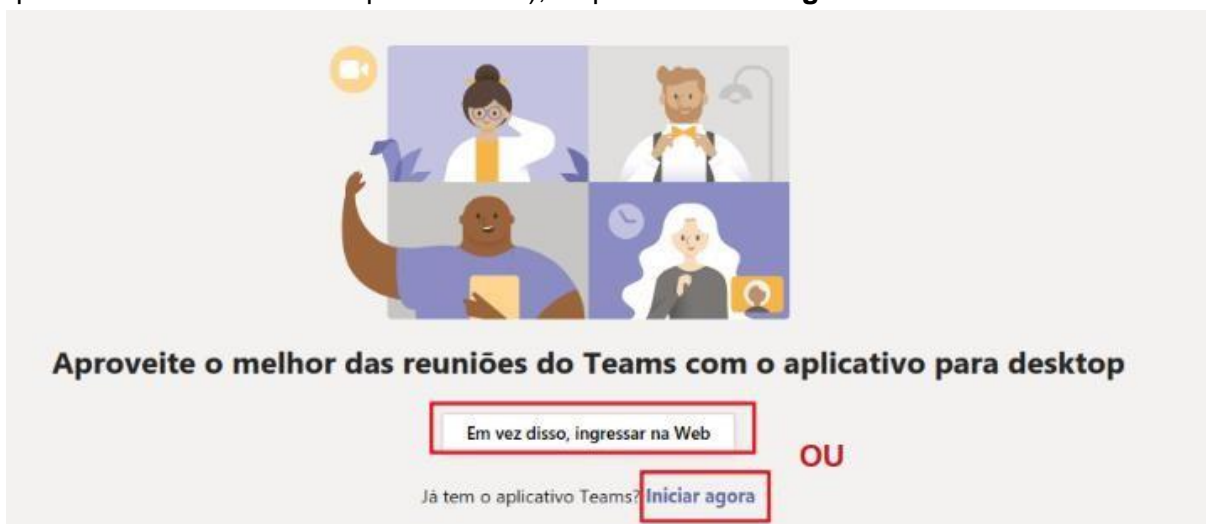 Aproveite o melhor das reuniões do Teams com o aplicativo para desktop
Em vez disso, ingressar na Web
OU
Já tem o aplicativo Teams? Iniciar agora